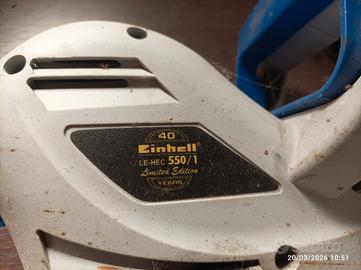 40
Einhell
LE-HEC 550/1
Limited Edition
YEARS
20/03/2026 10:51